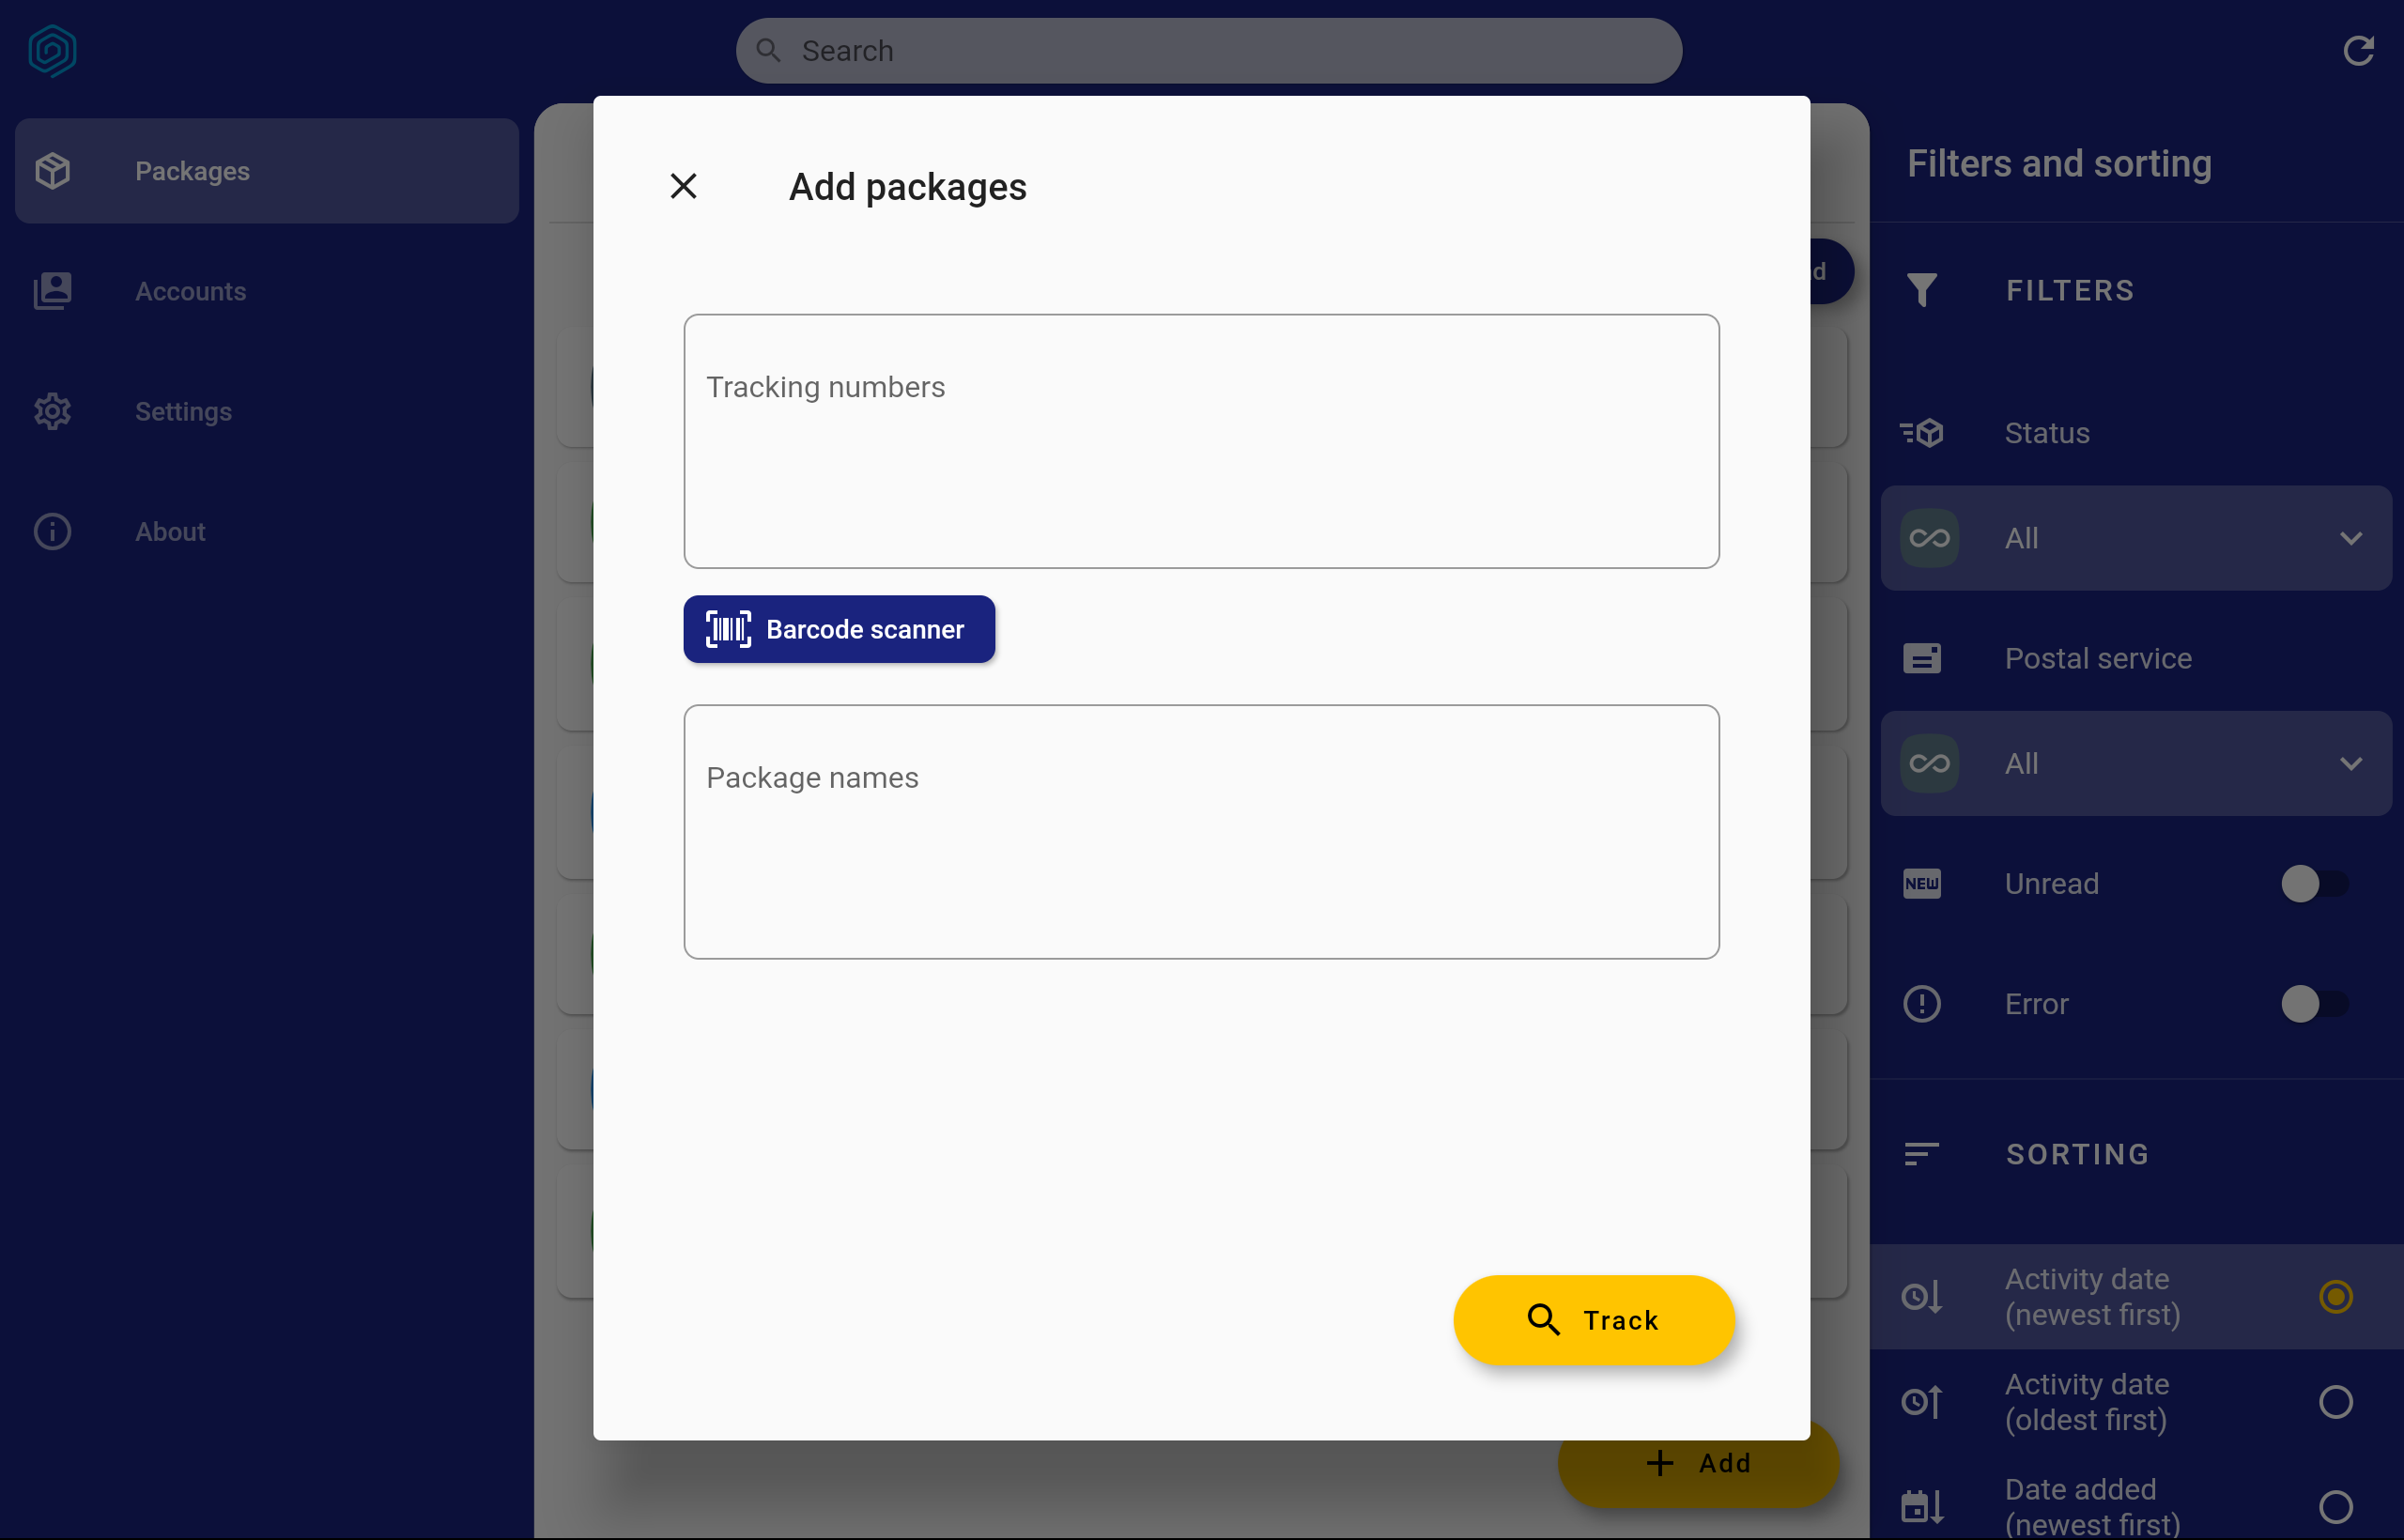 Search
Packages
Accounts
Settings
About
Add packages
Tracking numbers
Barcode scanner
Package names
Track
Add
Filters and sorting
FILTERS
Status
All
Postal service
All
NEW
Unread
Error
SORTING
Activity date
(newest first)
Activity date
(oldest first)
Date added
(newest first)